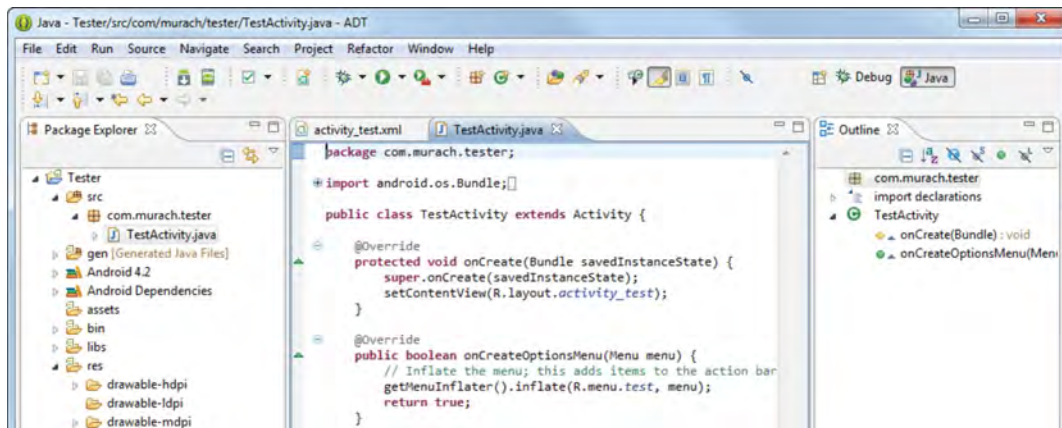 Java - Tester/src/com/murach/tester/TestActivity.java - ADT
File Edit Run Source Navigate Search Project Refactor Window Help
Debug Java
Package Explorer
Tester
src
com.murach.tester
TestActivity.java
gen [Generated Java Files]
Android 4.2
Android Dependencies
assets
bin
libs
res
drawable-hdpi
drawable-ldpi
drawable-mdpi
activity_test.xml TestActivity.java
package com.murach.tester;
import android.os.Bundle;
public class TestActivity extends Activity {
@Override
protected void onCreate(Bundle savedInstanceState) {
super.onCreate(savedInstanceState);
setContentView(R.layout.activity_test);
}
@Override
public boolean onCreateOptionsMenu(Menu menu) {
// Inflate the menu; this adds items to the action bar
getMenuInflater().inflate(R.menu.test, menu);
return true;
}
Outline
com.murach.tester
import declarations
TestActivity
onCreate(Bundle) : void
onCreateOptionsMenu(Menu